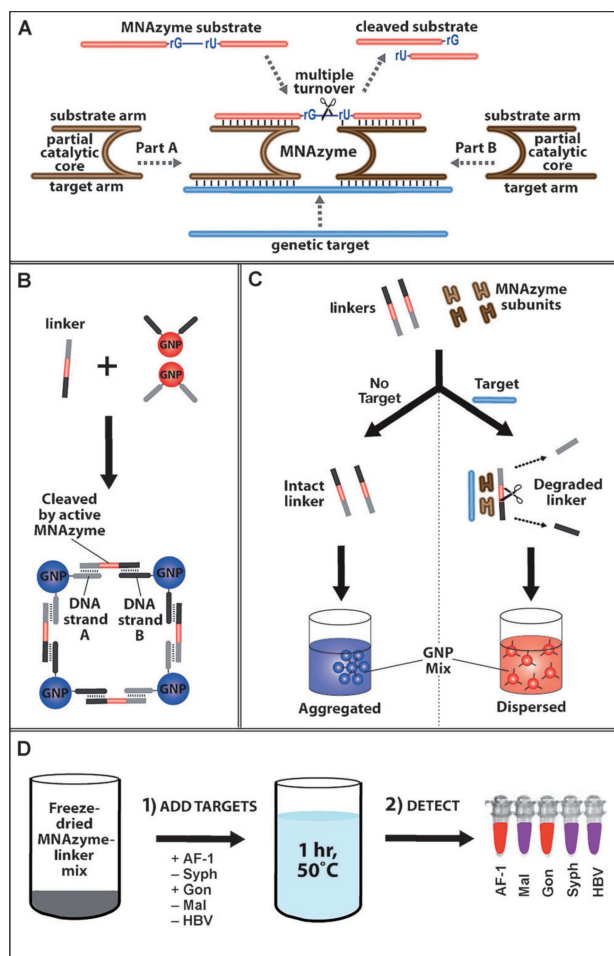 A
MNAzyme substrate
rG
rU
cleaved substrate
rG
rU
multiple
turnover
rG
rU
substrate arm
partial
catalytic
core
target arm
Part A
MNAzyme
Part B
substrate arm
partial
catalytic
core
target arm
genetic target
B
linker
+
GNP
GNP
Cleaved
by active
MNAzyme
GNP
GNP
DNA
strand
A
DNA
strand
B
GNP
GNP
C
linkers
MNAzyme
subunits
No
Target
Target
Intact
linker
Degraded
linker
GNP
Mix
Aggregated
Dispersed
D
Freeze-
dried
MNAzyme-
linker
mix
1) ADD TARGETS
+ AF-1
– Syph
+ Gon
– Mal
– HBV
1 hr,
50˚C
2) DETECT
AF-1
Mal
Gon
Syph
HBV